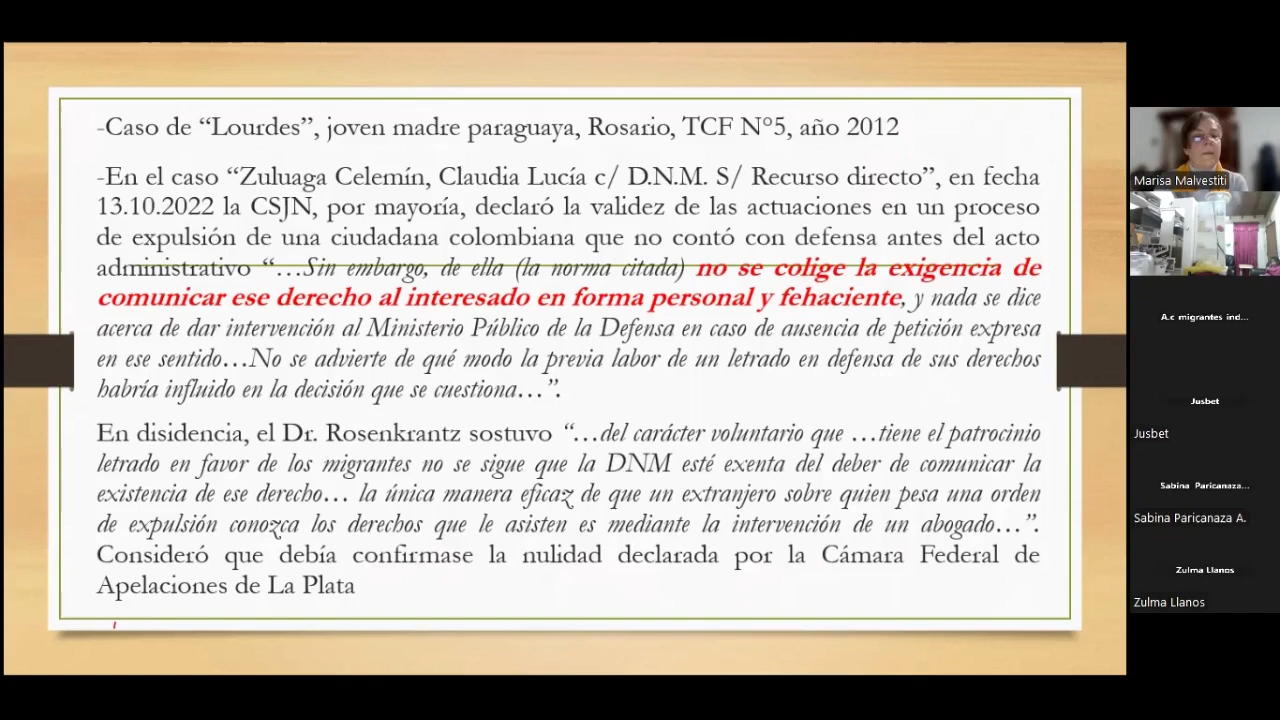 -Caso de “Lourdes”, joven madre paraguaya, Rosario, TCF N°5, año 2012
-En el caso “Zuluaga Celemín, Claudia Lucía c/ D.N.M. S/ Recurso directo”, en fecha
13.10.2022 la CSJN, por mayoría, declaró la validez de las actuaciones en un proceso
de expulsión de una ciudadana colombiana que no contó con defensa antes del acto
administrativo “…Sin embargo, de ella (la norma citada) no se colige la exigencia de
comunicar ese derecho al interesado en forma personal y fehaciente, y nada se dice
acerca de dar intervención al Ministerio Público de la Defensa en caso de ausencia de petición expresa
en ese sentido…No se advierte de qué modo la previa labor de un letrado en defensa de sus derechos
habría influido en la decisión que se cuestiona…”.
En disidencia, el Dr. Rosenkrantz sostuvo “…del carácter voluntario que …tiene el patrocinio
letrado en favor de los migrantes no se sigue que la DNM esté exenta del deber de comunicar la
existencia de ese derecho… la única manera eficaz de que un extranjero sobre quien pesa una orden
de expulsión conozca los derechos que le asisten es mediante la intervención de un abogado…”.
Consideró que debía confirmase la nulidad declarada por la Cámara Federal de
Apelaciones de La Plata
Marisa Malvestiti
A.c migrantes ind...
Jusbet
Jusbet
Sabina Paricanaza...
Sabina Paricanaza A.
Zulma Llanos
Zulma Llanos